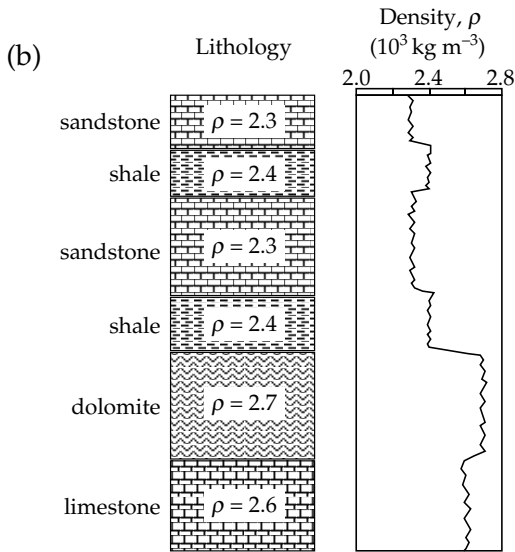 (b)
Lithology
Density, ρ
(10³ kg m⁻³)
2.0 2.4 2.8
sandstone ρ = 2.3
shale ρ = 2.4
sandstone ρ = 2.3
shale ρ = 2.4
dolomite ρ = 2.7
limestone ρ = 2.6